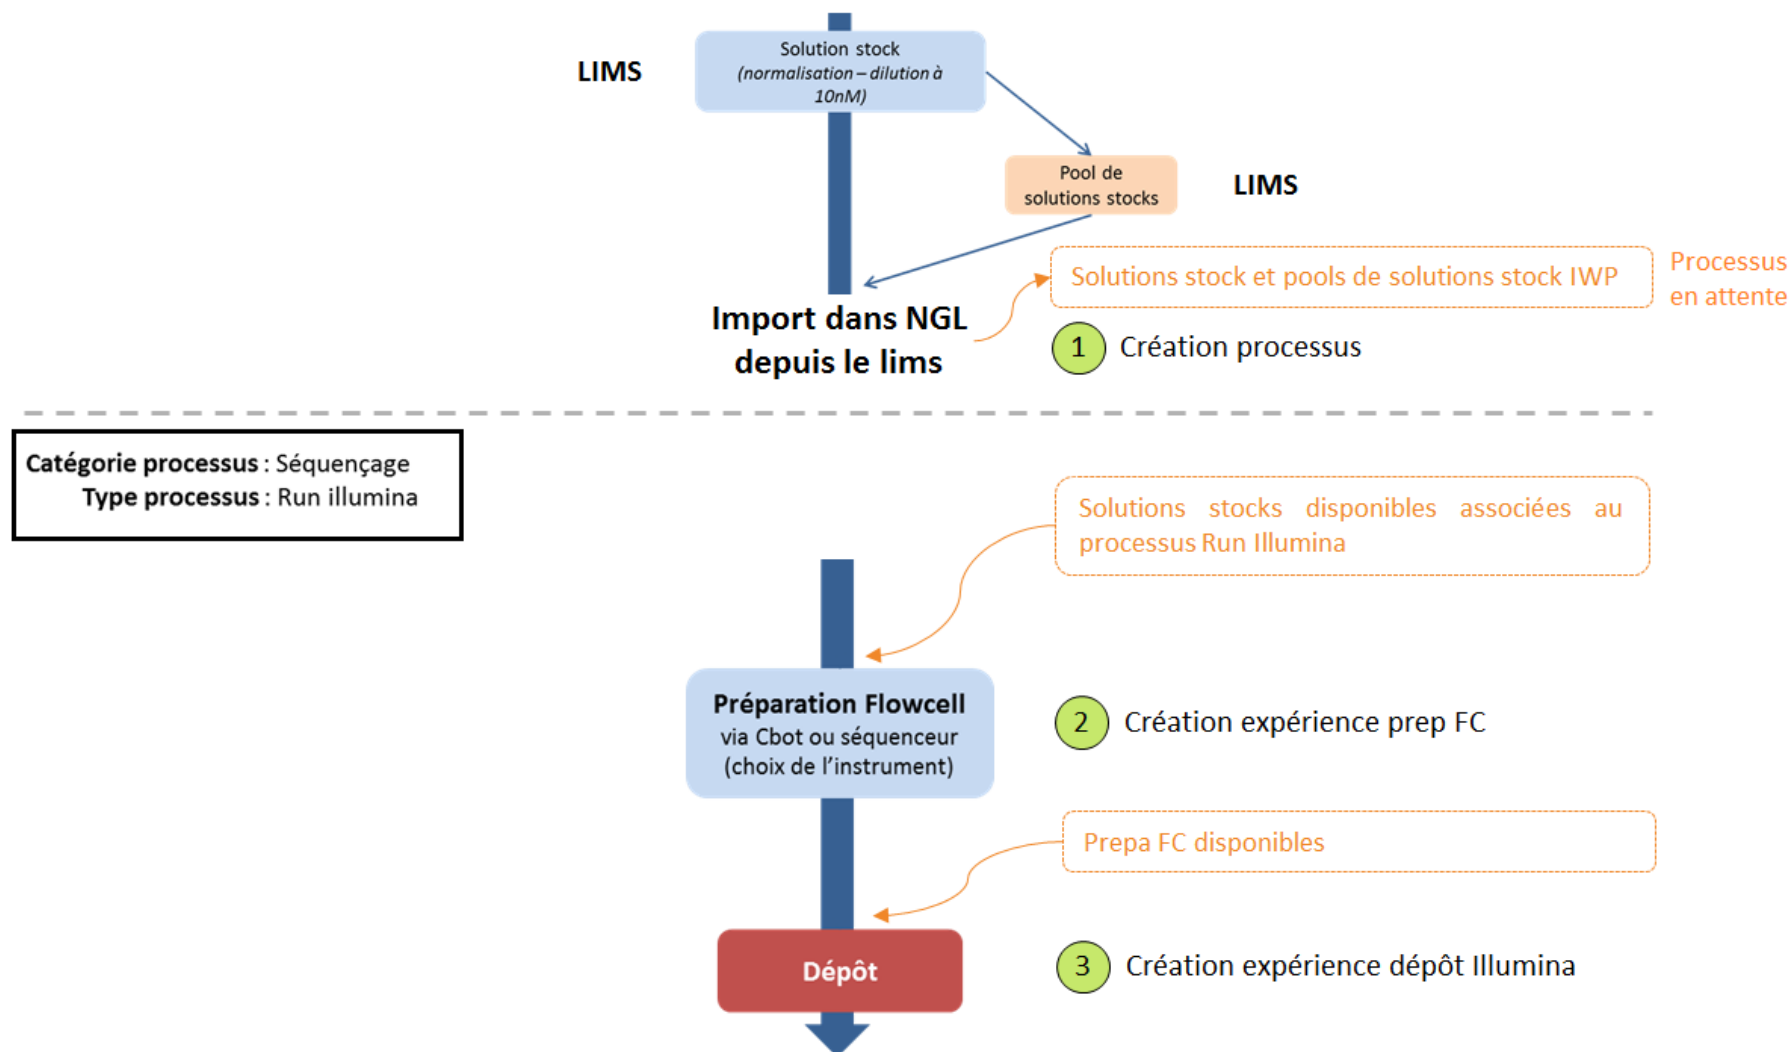 Solution stock
(normalisation – dilution à
10nM)
LIMS
Pool de
solutions stocks
LIMS
Solutions stock et pools de solutions stock IWP
Processus
en attente
Import dans NGL
depuis le lims
1 Création processus
Catégorie processus : Séquençage
Type processus : Run illumina
Solutions stocks disponibles associées au
processus Run Illumina
Préparation Flowcell
via Cbot ou séquenceur
(choix de l'instrument)
2 Création expérience prep FC
Prepa FC disponibles
Dépôt
3 Création expérience dépôt Illumina